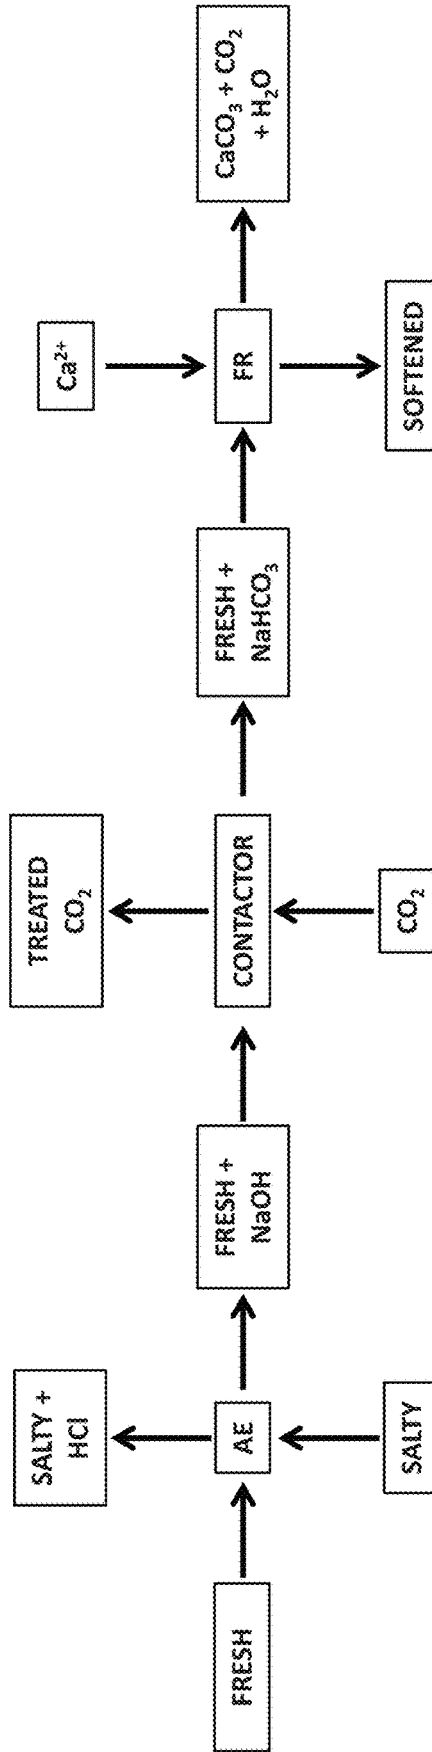 FRESH
SALTY +
HCl
AE
SALTY
FRESH +
NaOH
TREATED
CO₂
CONTACTOR
CO₂
FRESH +
NaHCO₃
Ca²⁺
FR
SOFTENED
CaCO₃ + CO₂
+ H₂O